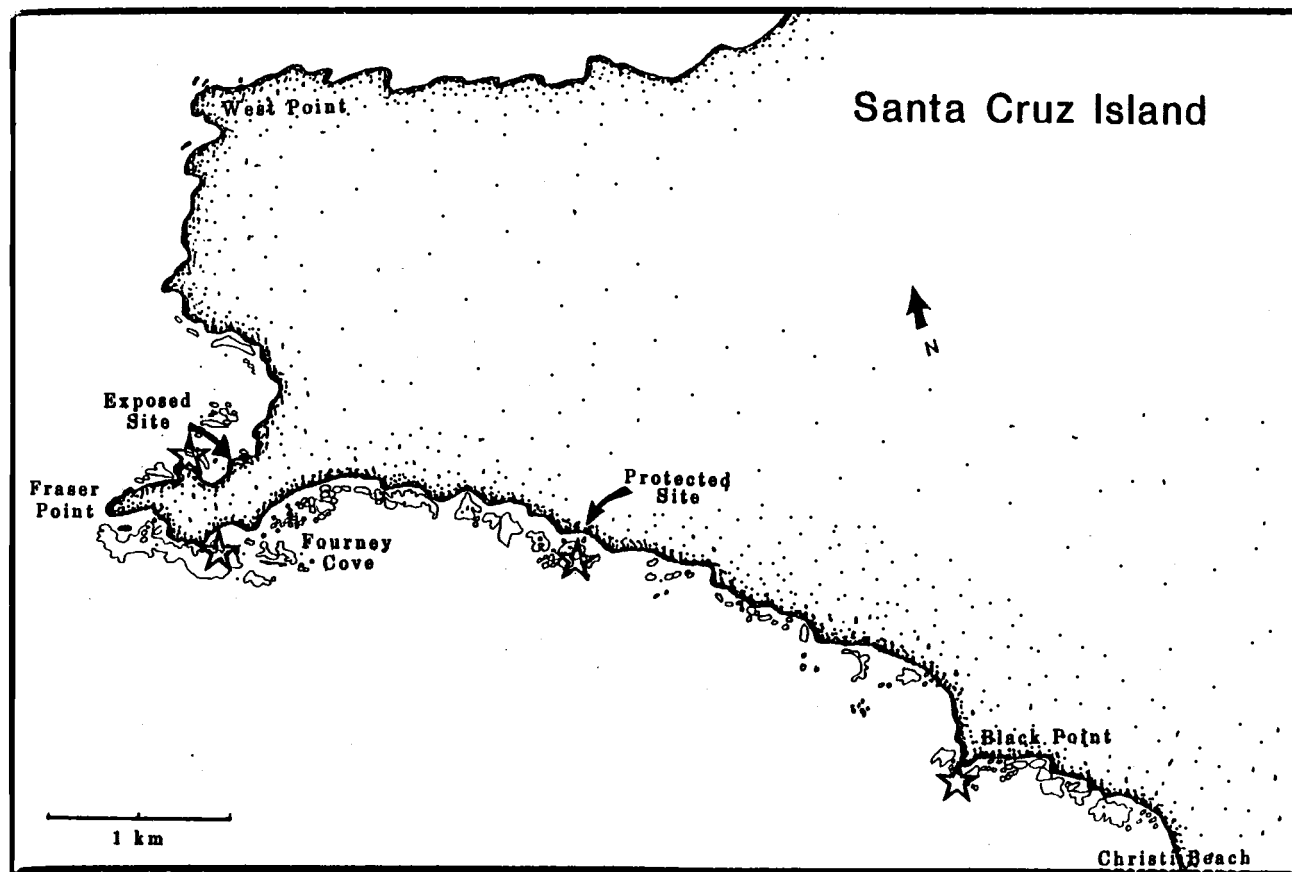 West Point
Santa Cruz Island
N
Exposed
Site
Fraser
Point
Protected
Site
Fourney
Cove
Black Point
1 km
Christi Beach